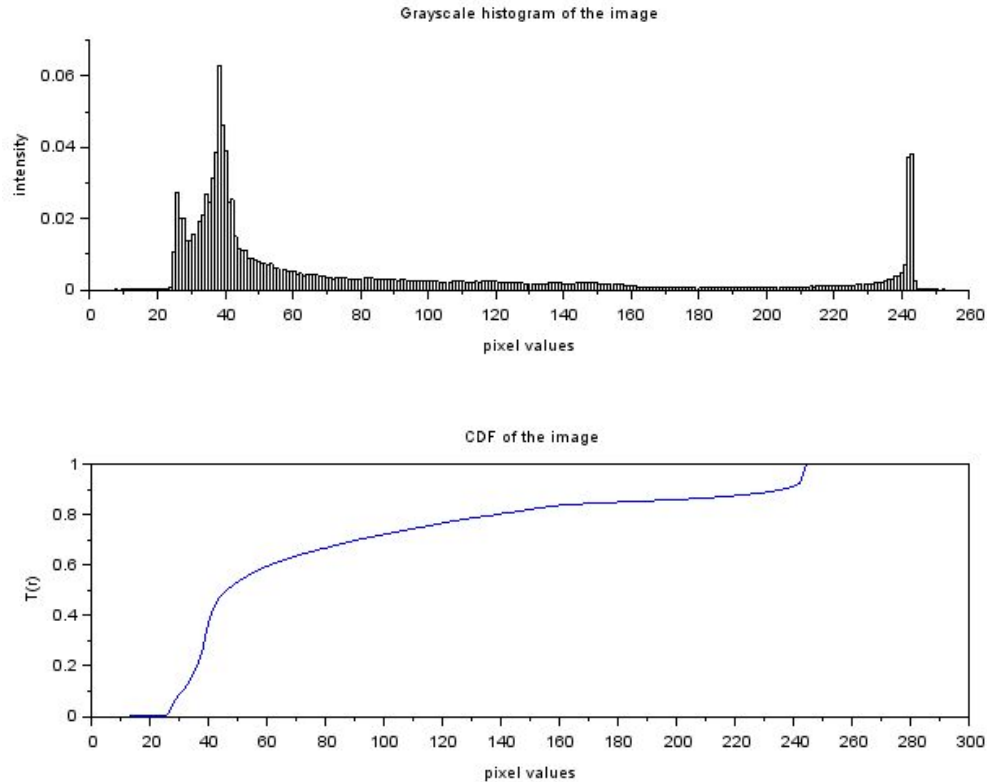 Grayscale histogram of the image
0.06
0.04
0.02
0
intensity
0 20 40 60 80 100 120 140 160 180 200 220 240 260
pixel values
CDF of the image
1
0.8
0.6
0.4
0.2
0
T(r)
0 20 40 60 80 100 120 140 160 180 200 220 240 260 280 300
pixel values